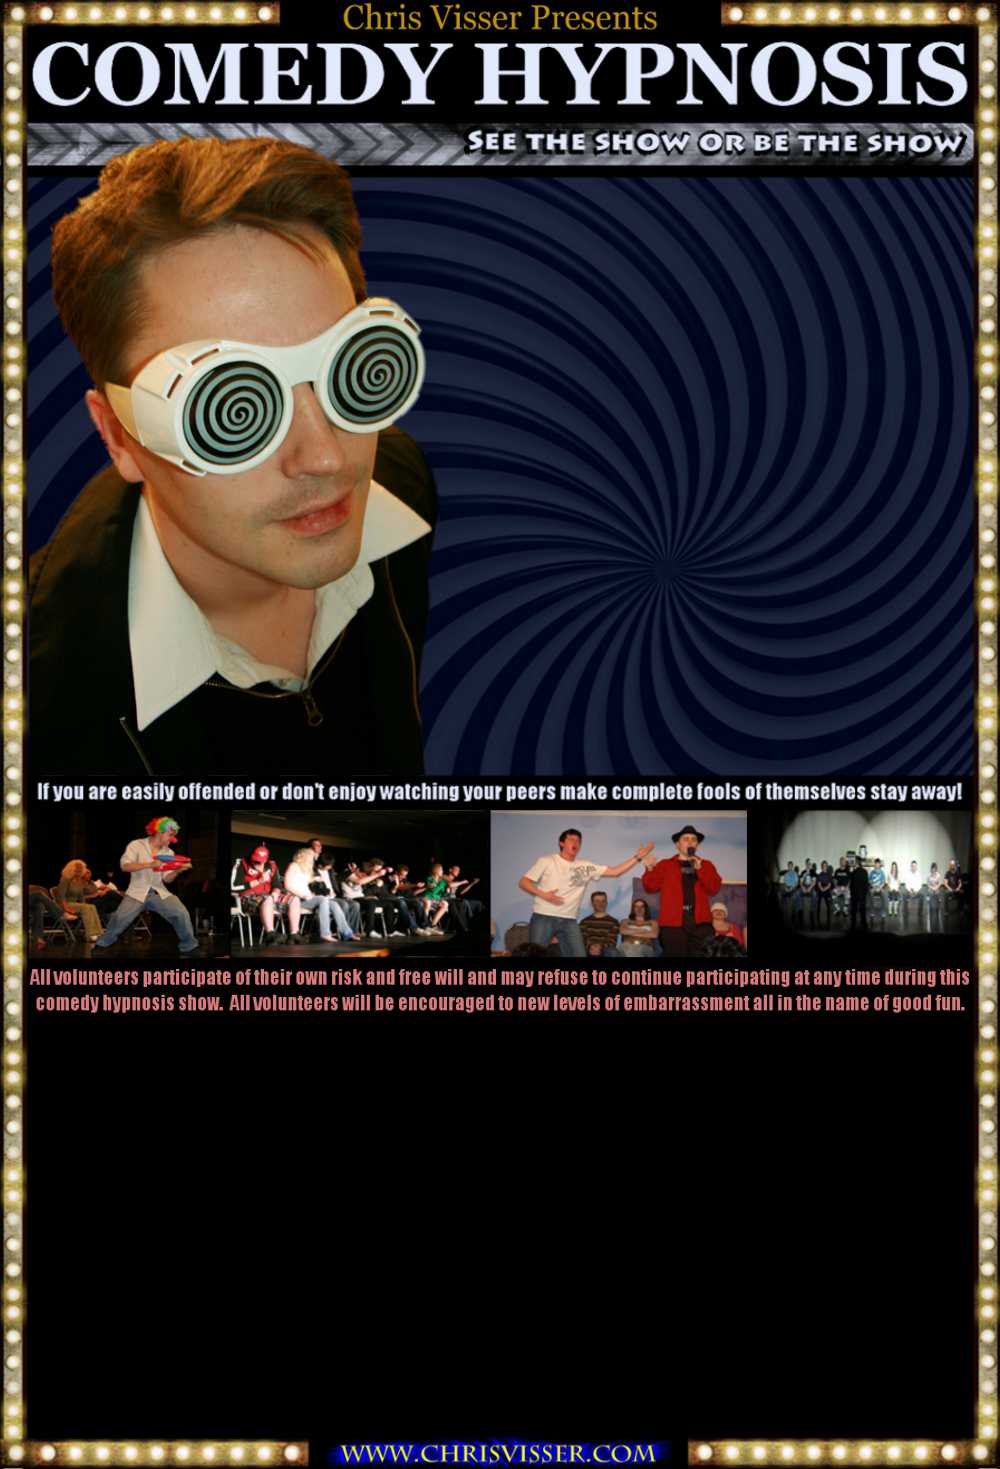 Chris Visser Presents
COMEDY HYPNOSIS
SEE THE SHOW OR BE THE SHOW
If you are easily offended or don't enjoy watching your peers make complete fools of themselves stay away!
All volunteers participate of their own risk and free will and may refuse to continue participating at any time during this
comedy hypnosis show.  All volunteers will be encouraged to new levels of embarrassment all in the name of good fun.
WWW.CHRISVISSER.COM